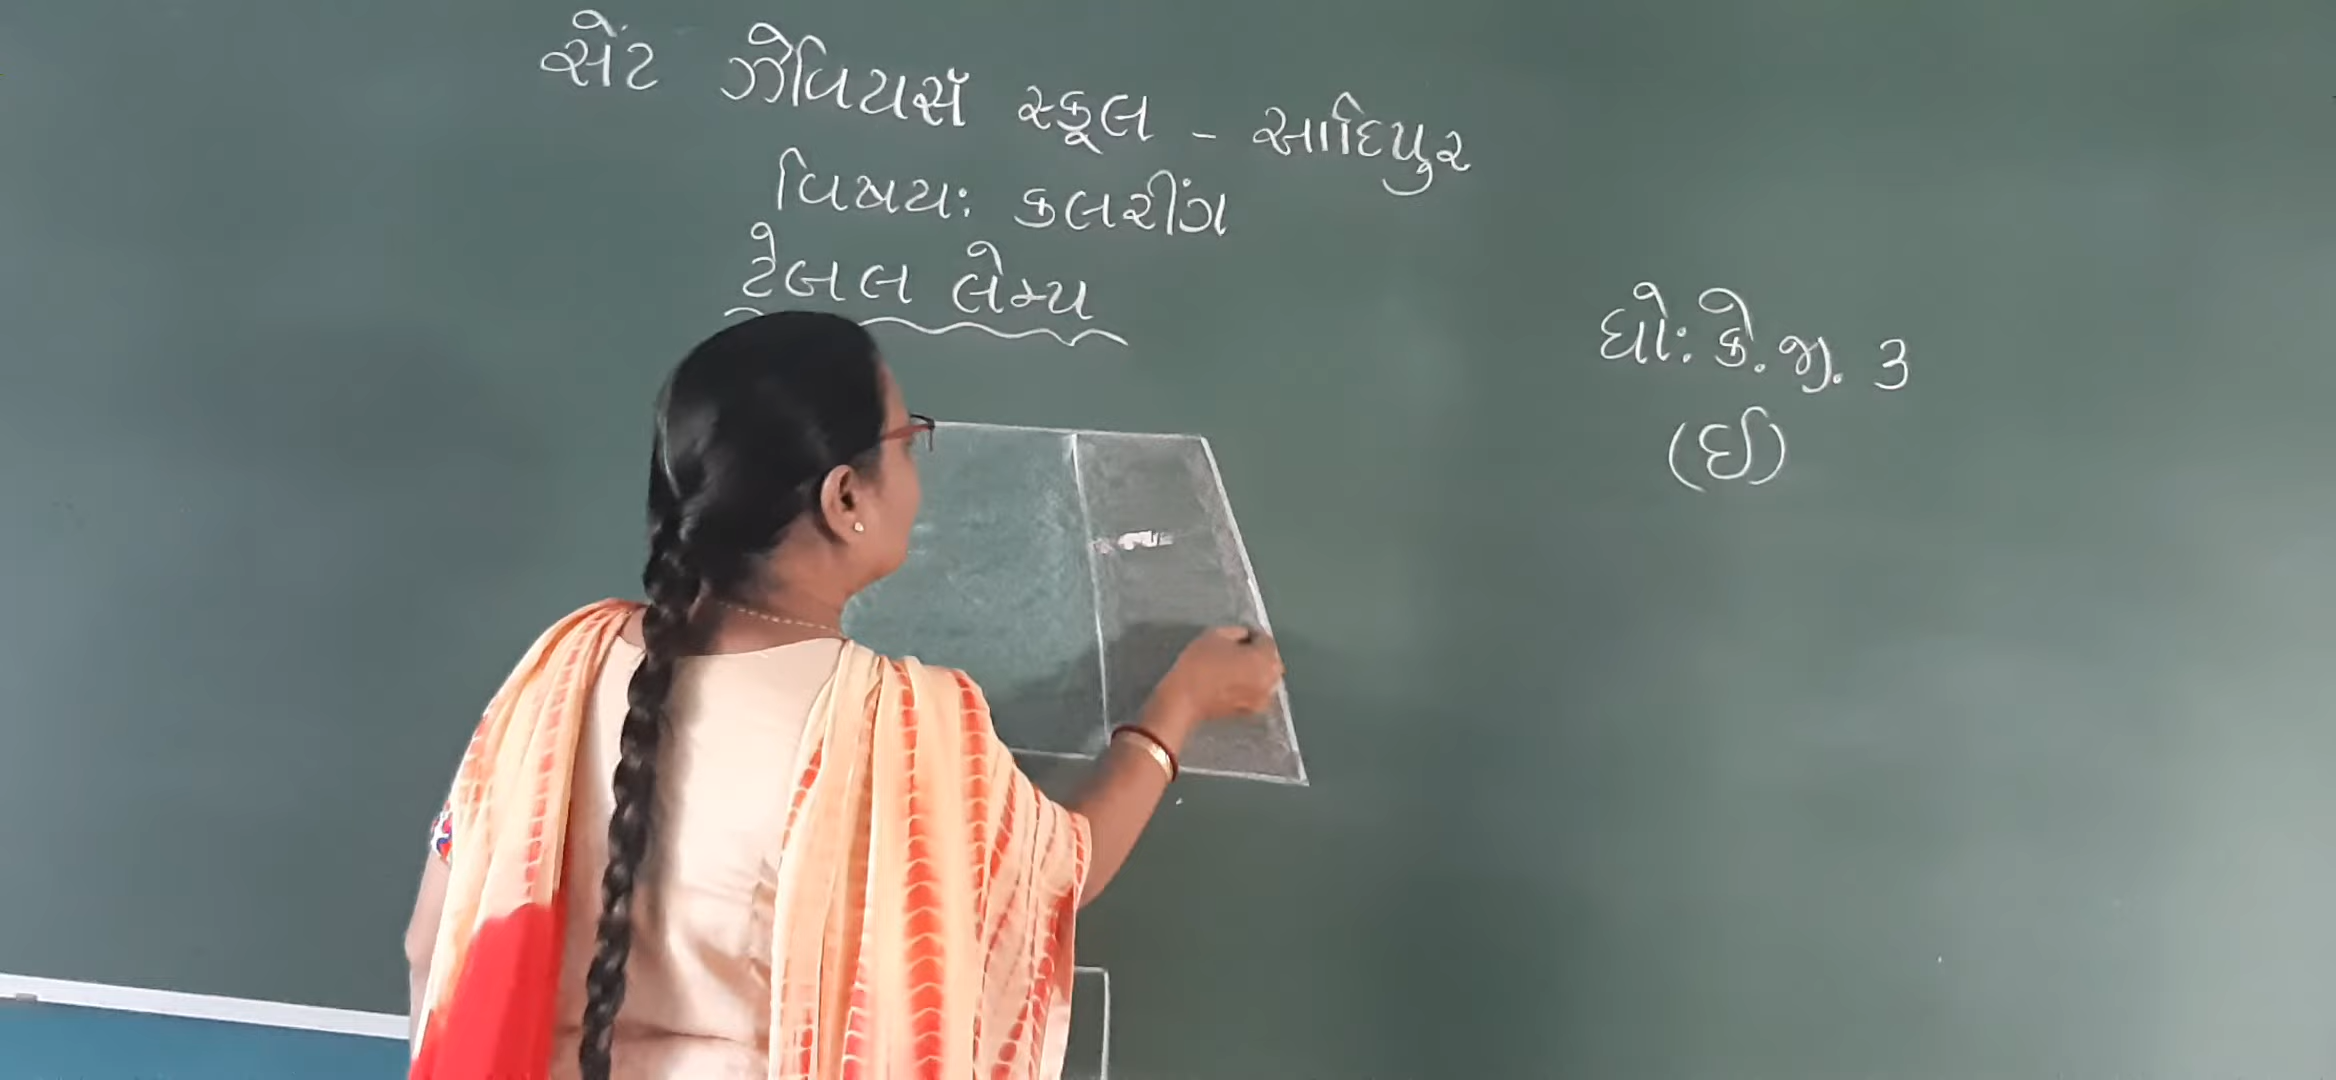 સેંટ ઝેવિયર્સ સ્કૂલ - આદિપુર
વિષય: કલરીંગ
ટેબલ લેમ્પ
ધો: કે.જી. 3
(ઈ)